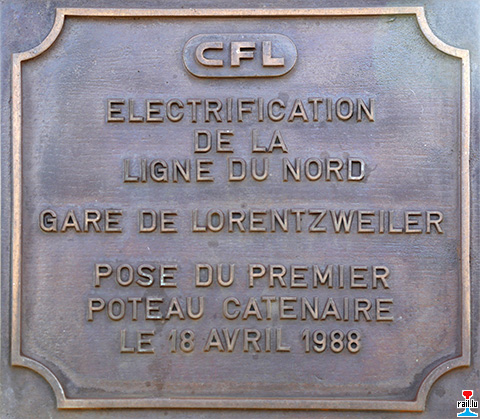 CFL
ELECTRIFICATION
DE LA
LIGNE DU NORD
GARE DE LORENTZWEILER
POSE DU PREMIER
POTEAU CATENAIRE
LE 18 AVRIL 1988
rail.lu